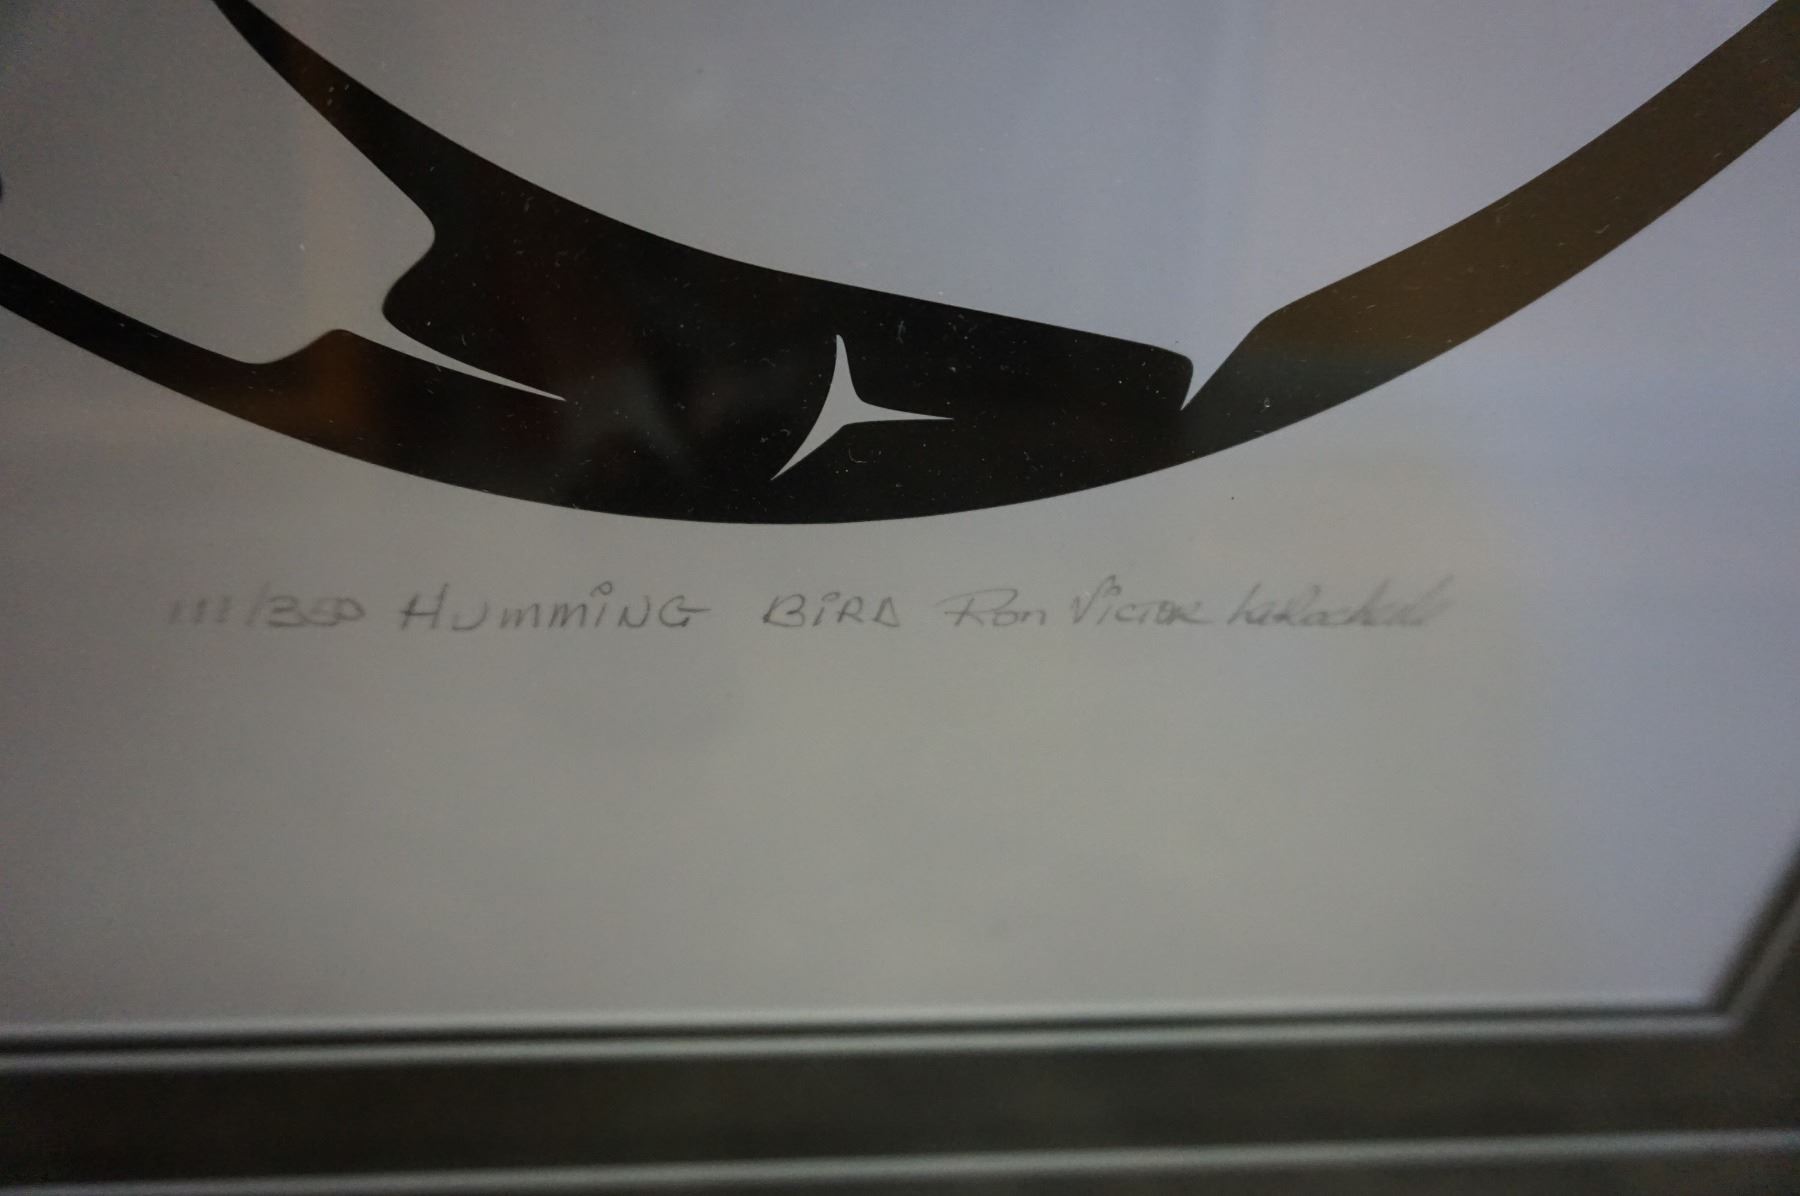 111/350 HUMMING BIRD Ron VICTOR